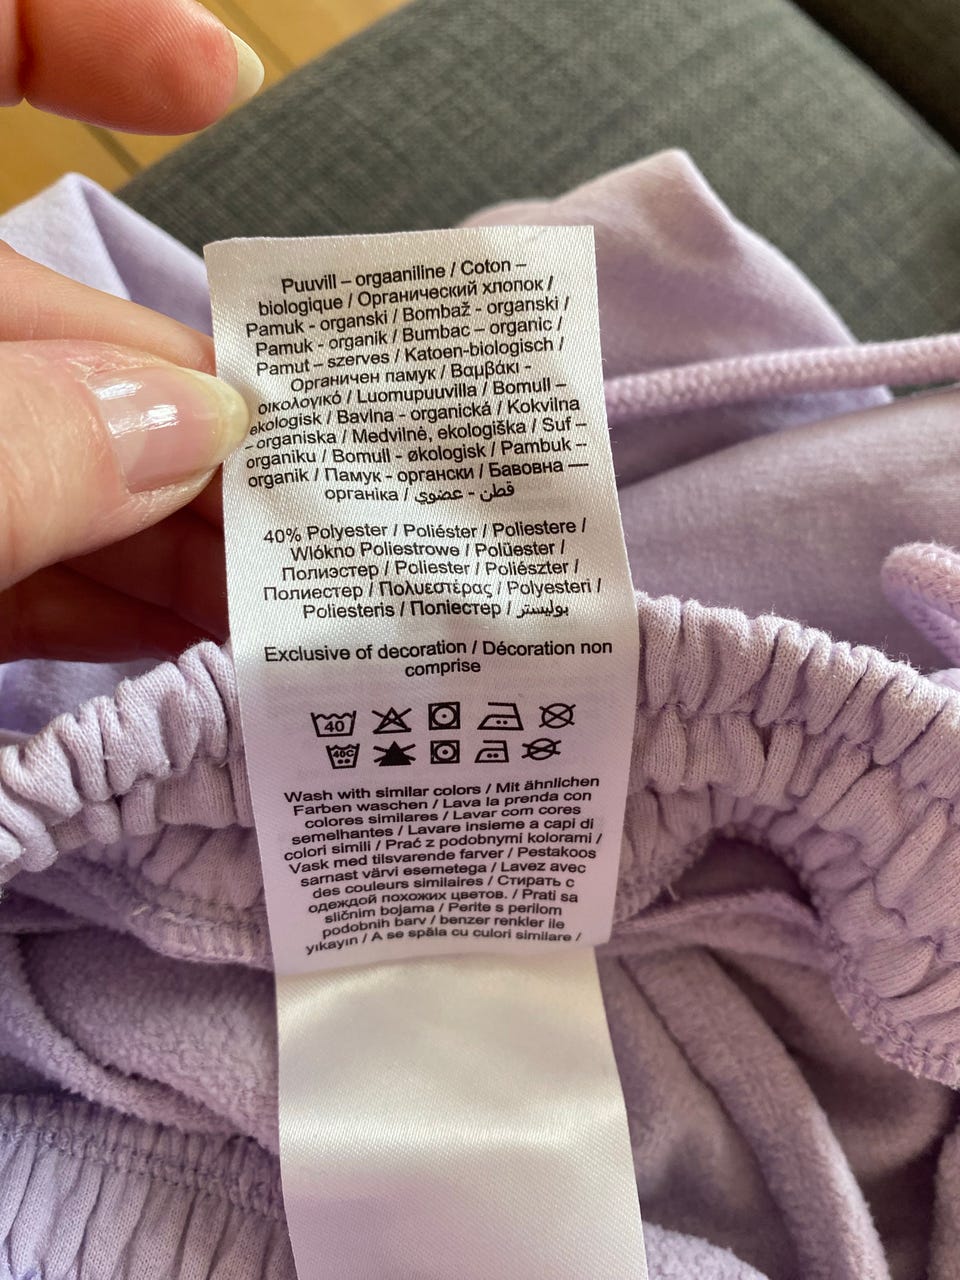 Puuvill – orgaaniline / Coton –
biologique / Органический хлопок /
Pamuk - organski / Bombaž - organski /
Pamuk - organik / Bumbac – organic /
Pamut – szerves / Katoen-biologisch /
Органичен памук / Βαμβάκι -
οικολογικό / Luomupuuvilla / Bomull –
ekologisk / Bavlna - organická / Kokvilna
– organiska / Medvilnė, ekologiška / Suf –
organiku / Bomull - økologisk / Pambuk –
organik / Памук - органски / Бавовна —
органіка / قطن - عضوي
40% Polyester / Poliéster / Poliestere /
Wlókno Poliestrowe / Polüester /
Полиэстер / Poliester / Poliészter /
Полиестер / Πολυεστέρας / Polyesteri /
Poliesteris / Поліестер / بوليستر
Exclusive of decoration / Décoration non
comprise
40
40C
Wash with similar colors / Mit ähnlichen
Farben waschen / Lava la prenda con
colores similares / Lavar com cores
semelhantes / Lavare insieme a capi di
colori simili / Prać z podobnymi kolorami /
Vask med tilsvarende farver / Pestakoos
sarnast värvi esemetega / Lavez avec
des couleurs similaires / Стирать с
одеждой похожих цветов. / Prati sa
sličnim bojama / Perite s perilom
podobnih barv / benzer renkler ile
yıkayın / A se spăla cu culori similare /